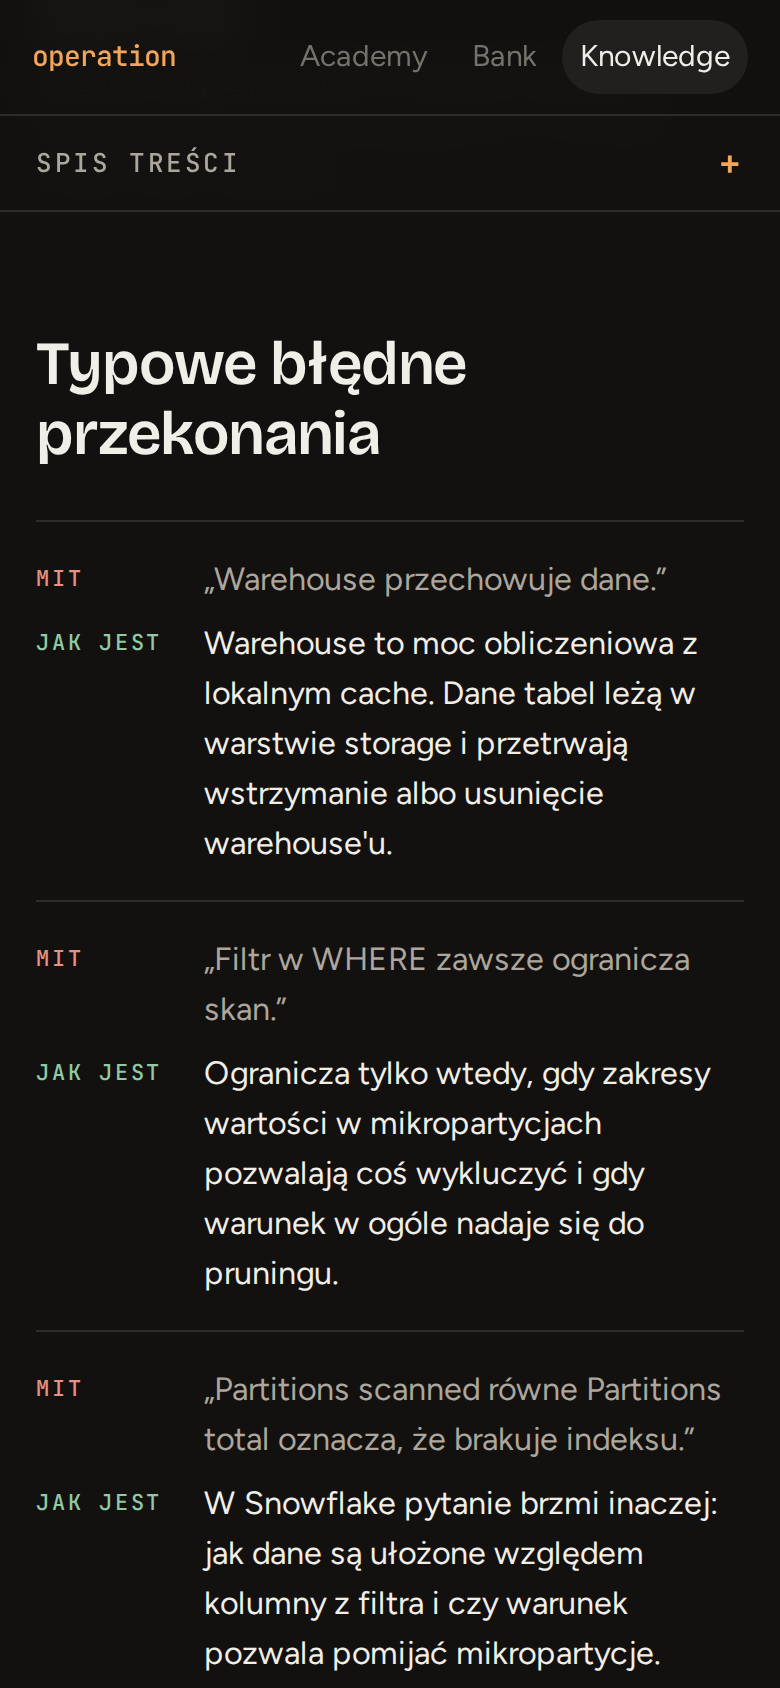 operation Academy Bank Knowledge
SPIS TREŚCI +
Typowe błędne
przekonania
MIT „Warehouse przechowuje dane.”
JAK JEST Warehouse to moc obliczeniowa z
lokalnym cache. Dane tabel leżą w
warstwie storage i przetrwają
wstrzymanie albo usunięcie
warehouse'u.
MIT „Filtr w WHERE zawsze ogranicza
skan.”
JAK JEST Ogranicza tylko wtedy, gdy zakresy
wartości w mikropartycjach
pozwalają coś wykluczyć i gdy
warunek w ogóle nadaje się do
pruningu.
MIT „Partitions scanned równe Partitions
total oznacza, że brakuje indeksu.”
JAK JEST W Snowflake pytanie brzmi inaczej:
jak dane są ułożone względem
kolumny z filtra i czy warunek
pozwala pomijać mikropartycje.